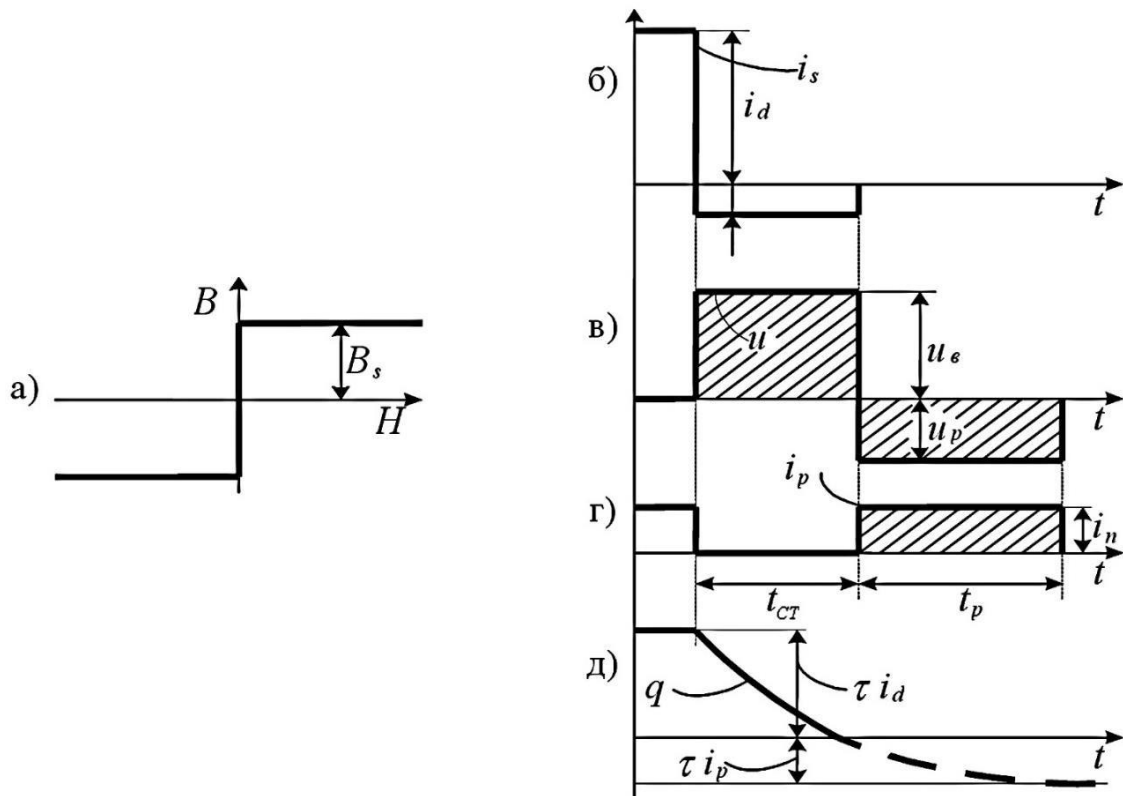 а)
B
B_s
H
б)
i_s
i_d
t
в)
u
u_в
u_p
t
г)
i_p
i_п
t
t_CT
t_p
д)
q
τ i_d
τ i_p
t